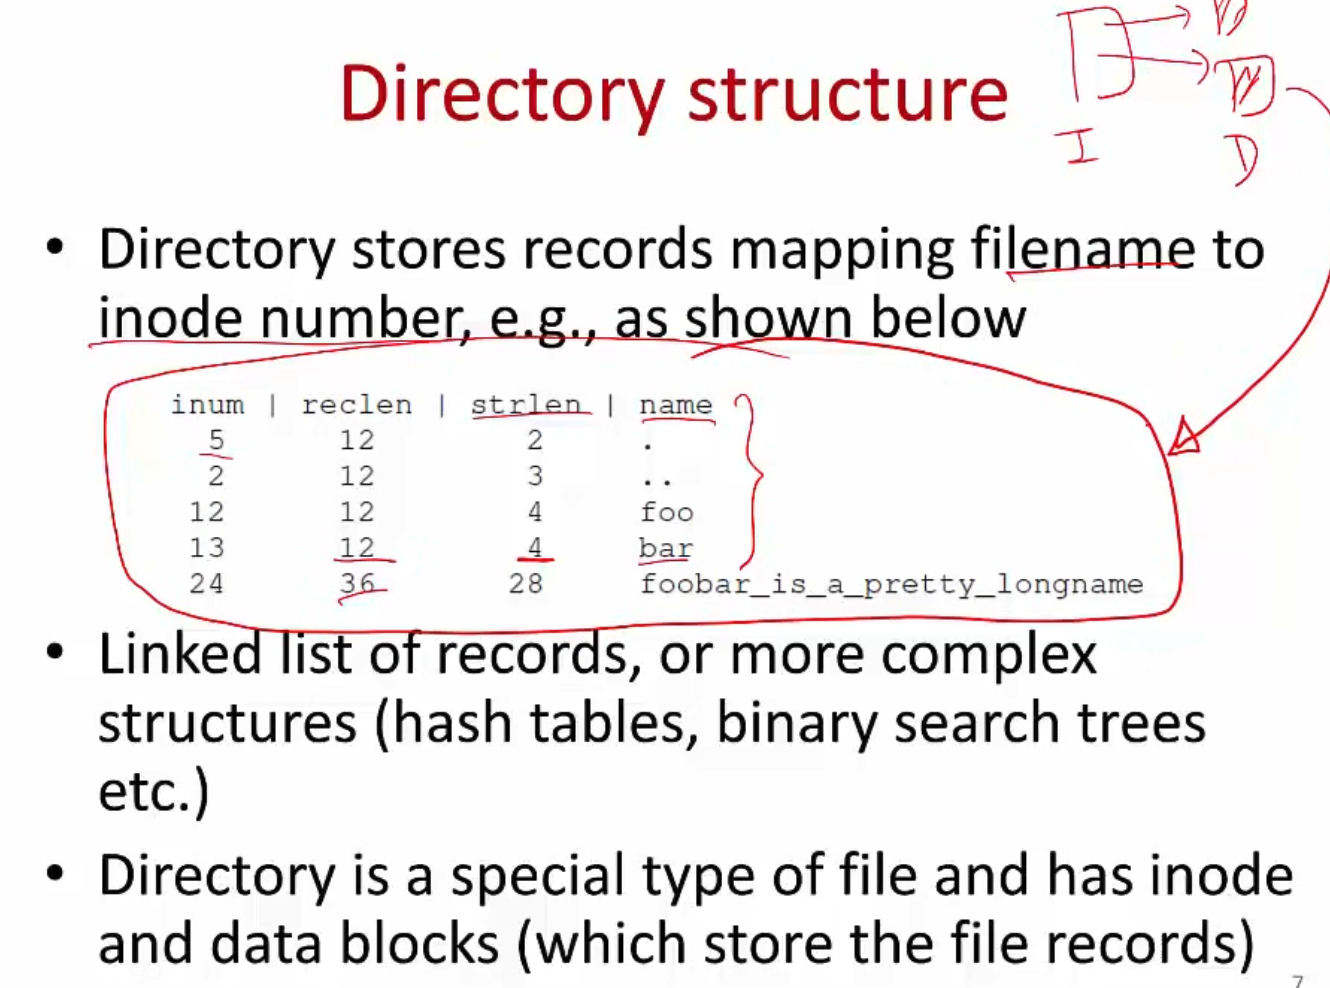 Directory structure
I
D
• Directory stores records mapping filename to
inode number, e.g., as shown below
inum | reclen | strlen | name
5 12 2 .
2 12 3 ..
12 12 4 foo
13 12 4 bar
24 36 28 foobar_is_a_pretty_longname
• Linked list of records, or more complex
structures (hash tables, binary search trees
etc.)
• Directory is a special type of file and has inode
and data blocks (which store the file records)
7